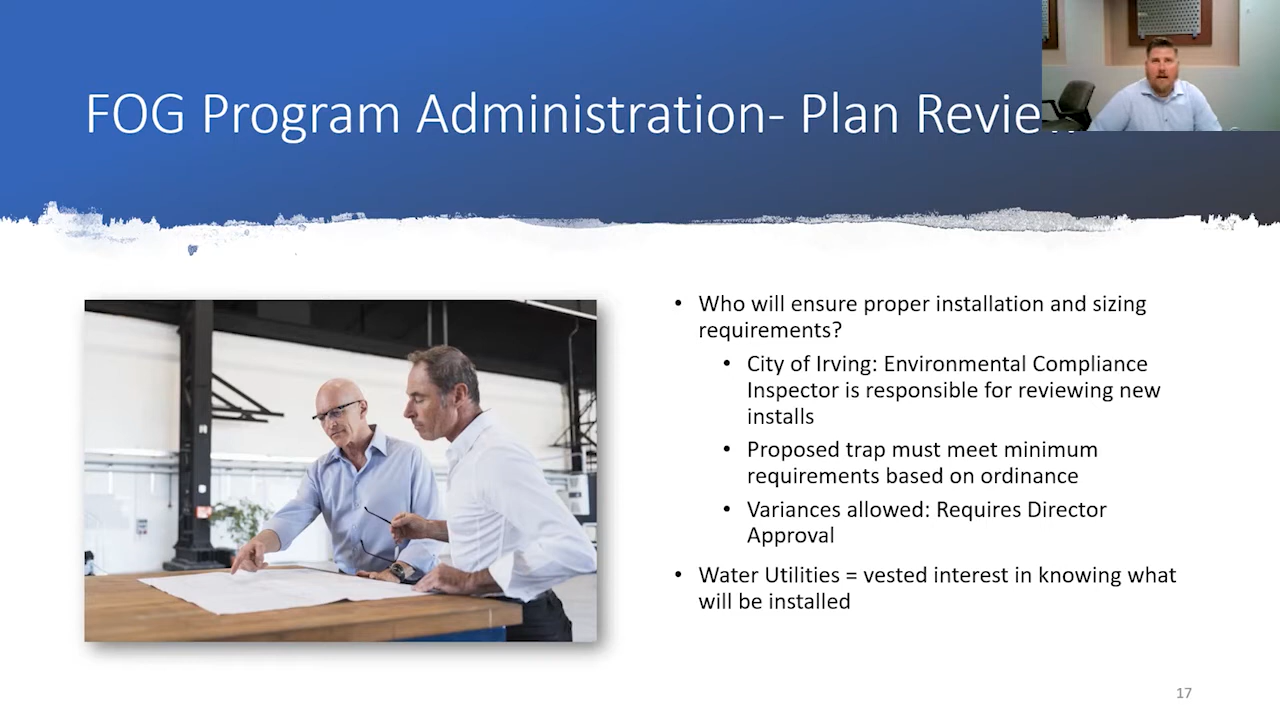 FOG Program Administration- Plan Review
• Who will ensure proper installation and sizing
requirements?
• City of Irving: Environmental Compliance
Inspector is responsible for reviewing new
installs
• Proposed trap must meet minimum
requirements based on ordinance
• Variances allowed: Requires Director
Approval
• Water Utilities = vested interest in knowing what
will be installed
17